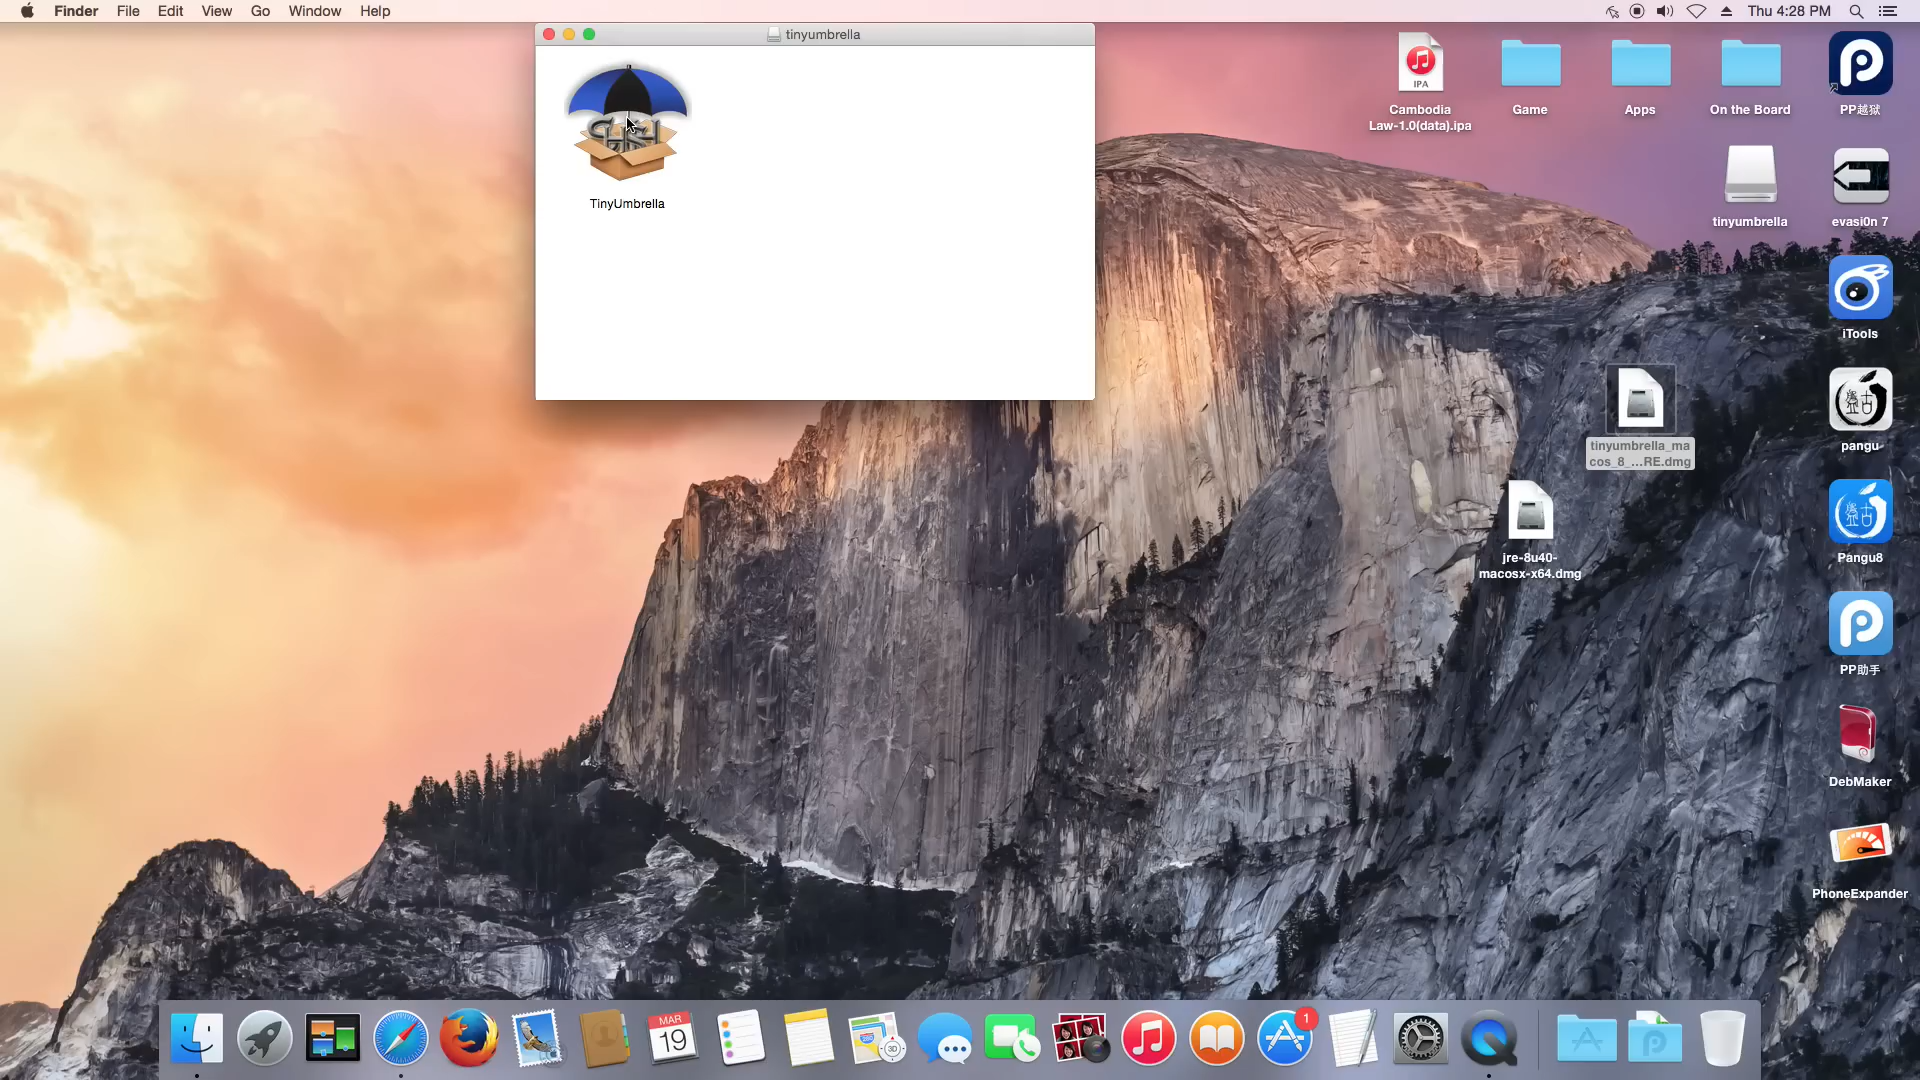 Finder File Edit View Go Window Help
Thu 4:28 PM
tinyumbrella
TinyUmbrella
IPA
Cambodia
Law-1.0(data).ipa
Game
Apps
On the Board
PP越狱
tinyumbrella
evasi0n 7
iTools
tinyumbrella_ma
cos_8_...RE.dmg
pangu
jre-8u40-
macosx-x64.dmg
Pangu8
PP助手
DebMaker
PhoneExpander
MAR
19
3D
1